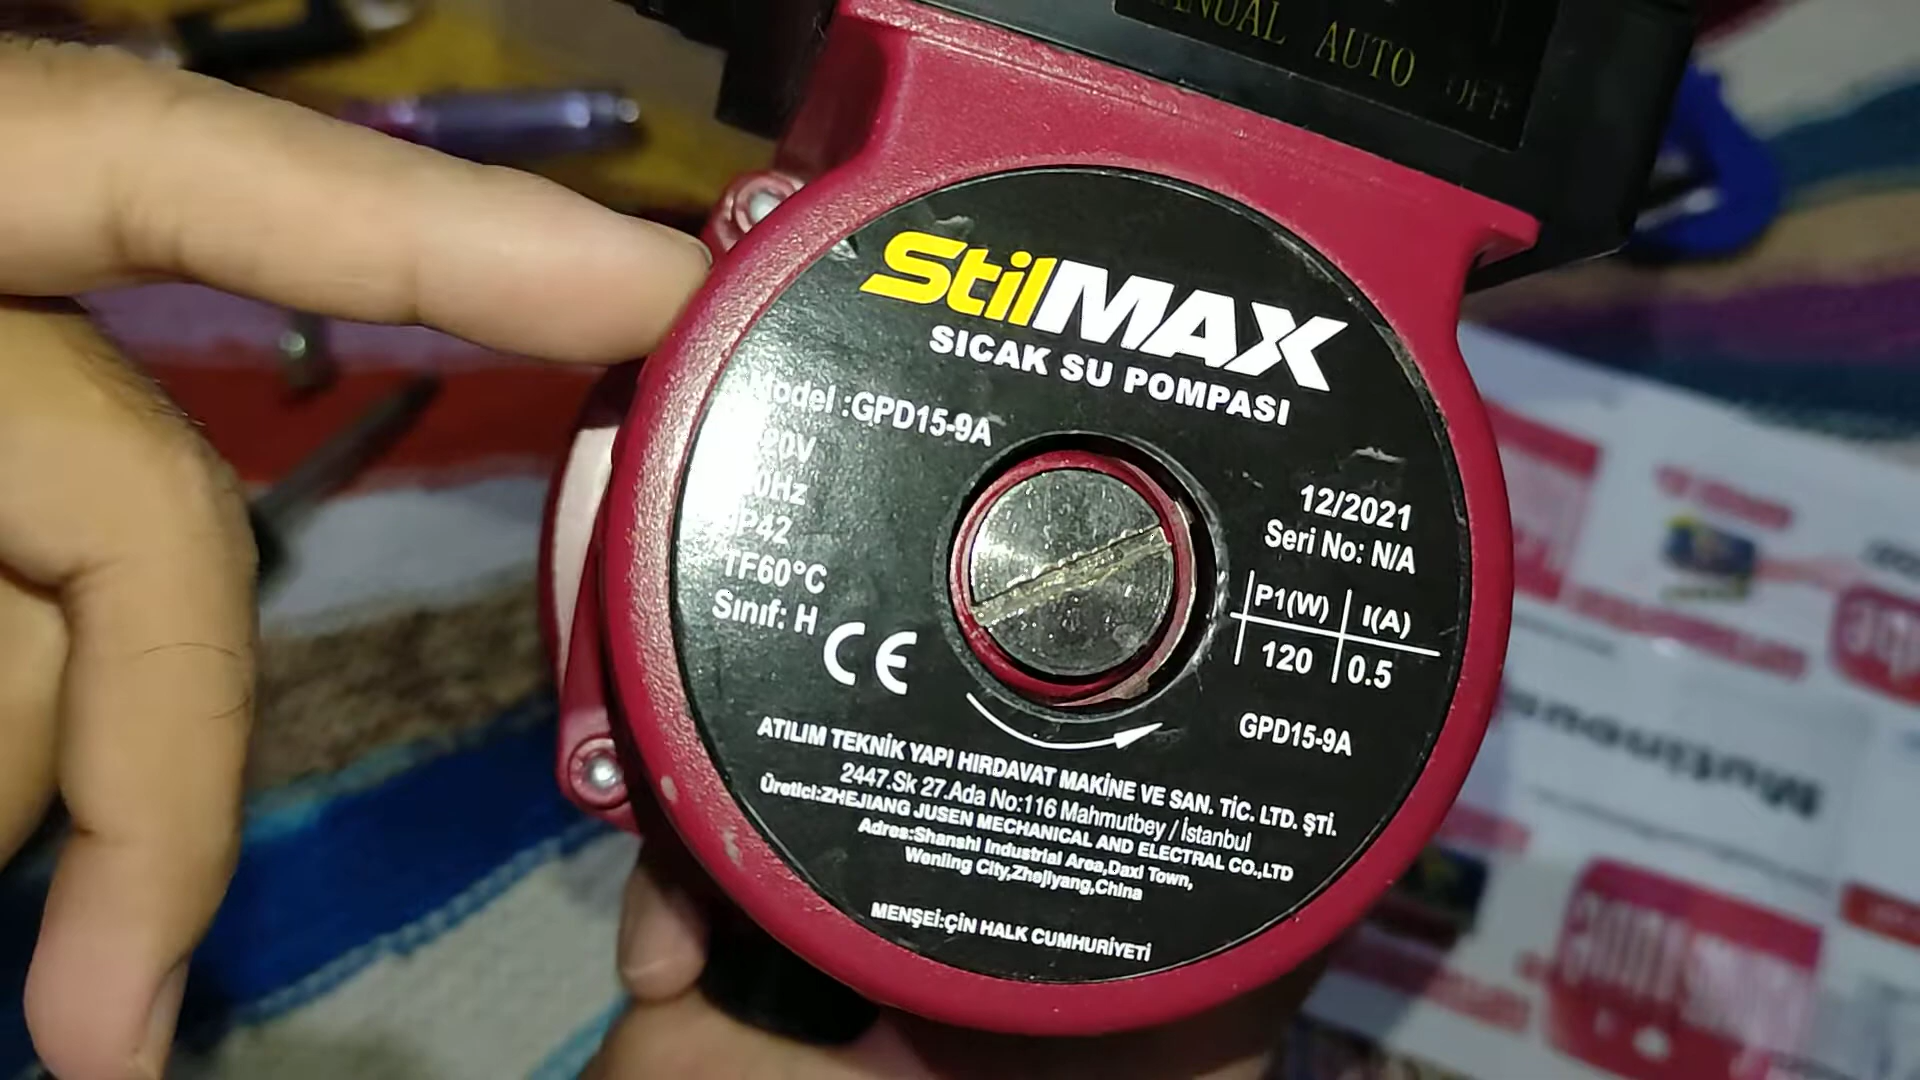 MANUAL AUTO OFF
StilMAX
SICAK SU POMPASI
Model :GPD15-9A
IP42
TF60°C
Sınıf: H
CE
12/2021
Seri No: N/A
P1(W) I(A)
120 0.5
GPD15-9A
ATILIM TEKNİK YAPI HIRDAVAT MAKİNE VE SAN. TİC. LTD. ŞTİ.
2447.Sk 27.Ada No:116 Mahmutbey / İstanbul
Üretici:ZHEJIANG JUSEN MECHANICAL AND ELECTRAL CO.,LTD
Adres:Shanshi Industrial Area,Daxi Town,
Wenling City,Zhejiyang,China
MENŞEİ:ÇİN HALK CUMHURİYETİ